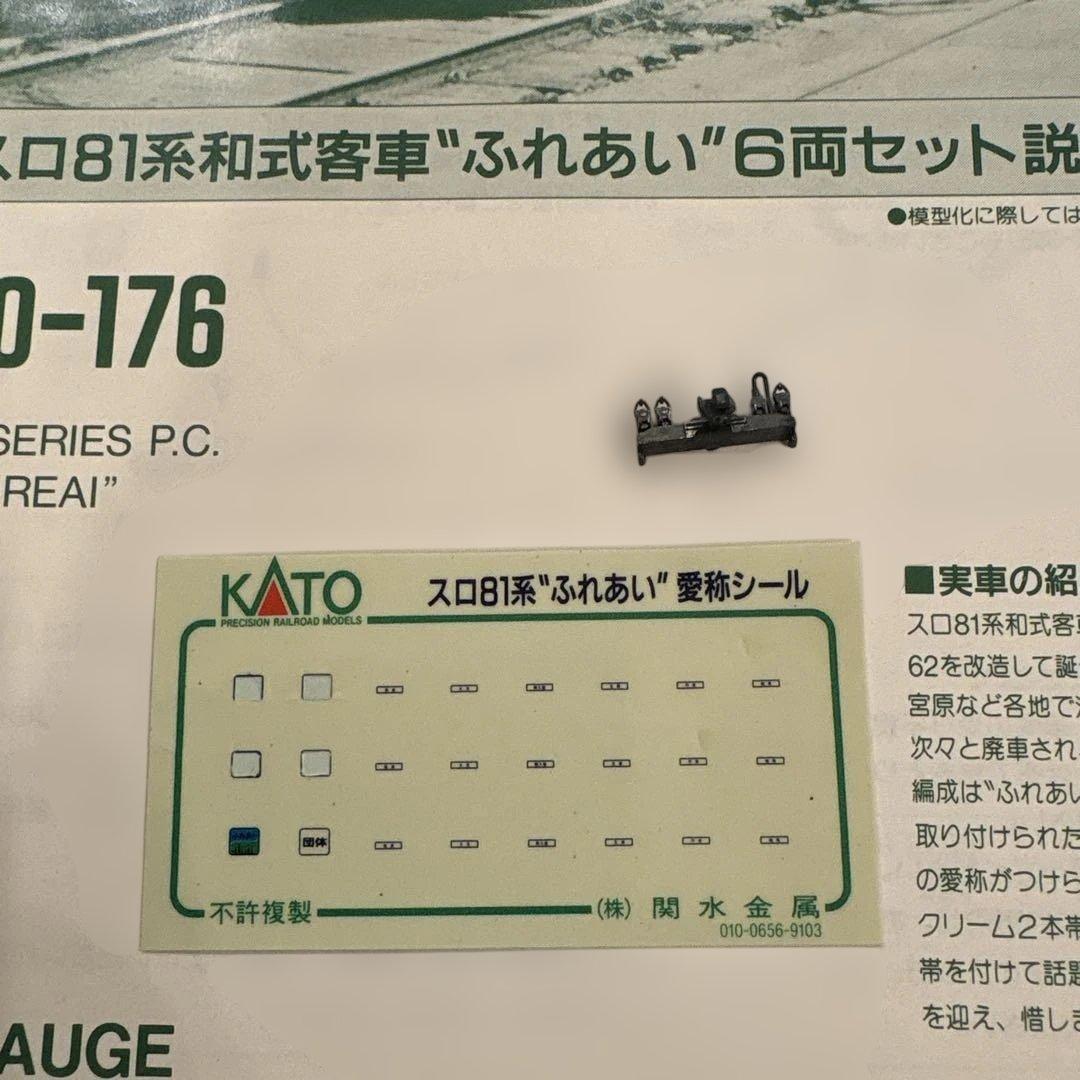 スロ81系和式客車“ふれあい”6両セット説
●模型化に際しては
0-176
SERIES P.C.
REAI”
KATO
PRECISION RAILROAD MODELS
スロ81系“ふれあい”愛称シール
団体
不許複製
(株) 関水金属
010-0656-9103
■実車の紹
スロ81系和式客車
62を改造して誕
宮原など各地で
次々と廃車され
編成は“ふれあい
取り付けられた
の愛称がつけら
クリーム2本帯
帯を付けて話題
を迎え、惜しま
AUGE